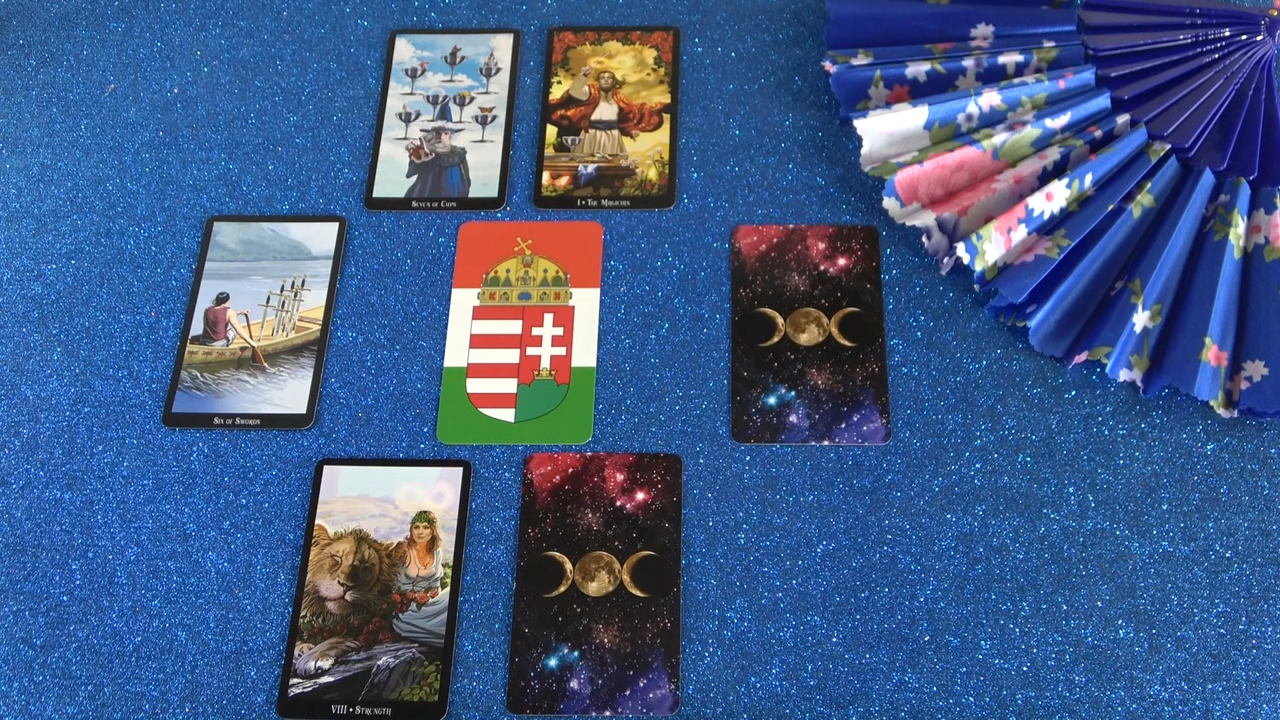 Seven of Cups
I • The Magician
Six of Swords
VIII • Strength